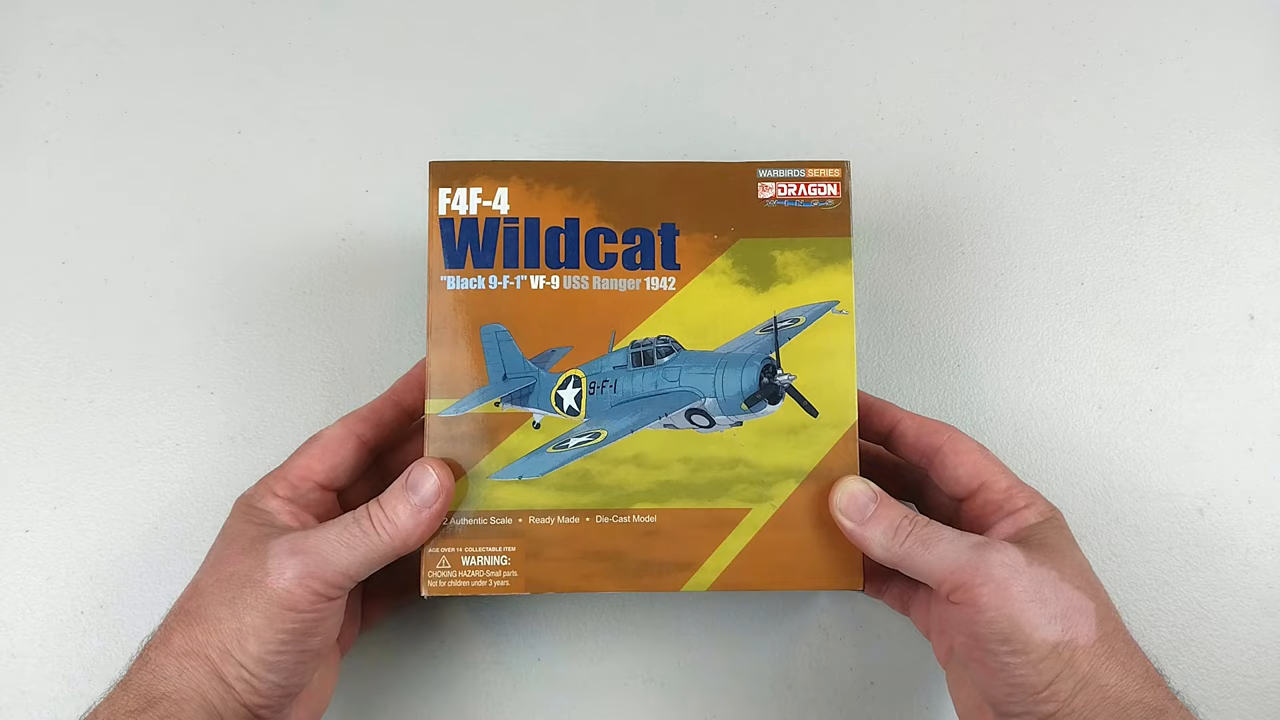 WARBIRDS SERIES
DRAGON
WINGS
F4F-4
Wildcat
"Black 9-F-1" VF-9 USS Ranger 1942
9-F-1
2 Authentic Scale • Ready Made • Die-Cast Model
AGE OVER 14 COLLECTABLE ITEM
WARNING:
CHOKING HAZARD-Small parts.
Not for children under 3 years.